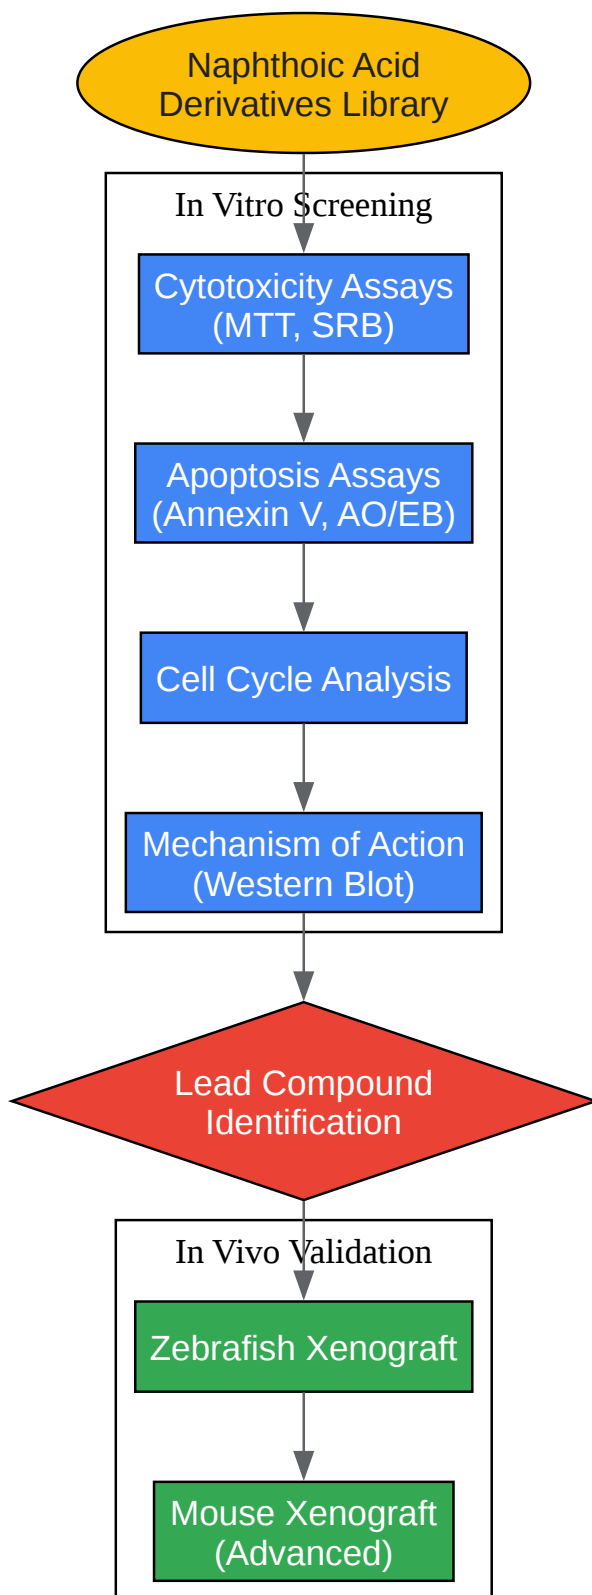 Naphthoic Acid
Derivatives Library
In Vitro Screening
Cytotoxicity Assays
(MTT, SRB)
Apoptosis Assays
(Annexin V, AO/EB)
Cell Cycle Analysis
Mechanism of Action
(Western Blot)
Lead Compound
Identification
In Vivo Validation
Zebrafish Xenograft
Mouse Xenograft
(Advanced)